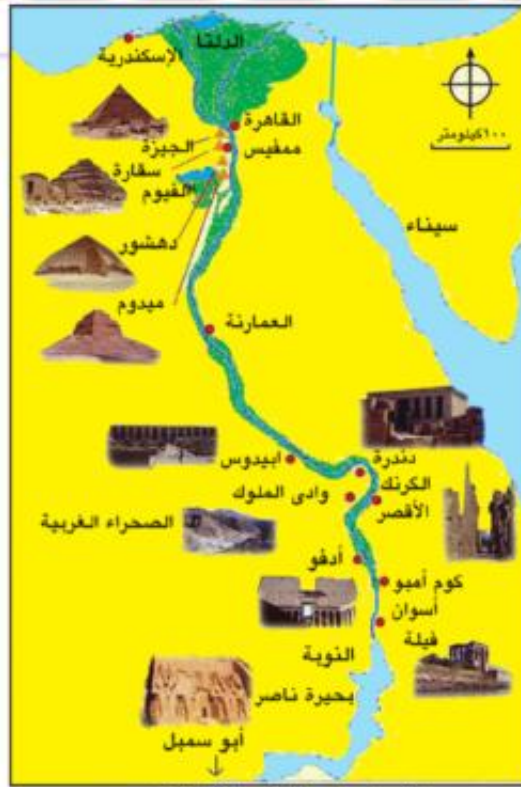 الدلتا
الإسكندرية
القاهرة
الجيزة
ممفيس
سقارة
الفيوم
١٠٠كيلومتر
سيناء
دهشور
ميدوم
العمارنة
ابيدوس
دندرة
الكرنك
وادى الملوك
الأقصر
الصحراء الغربية
أدفو
كوم أمبو
أسوان
فيلة
النوبة
بحيرة ناصر
أبو سمبل